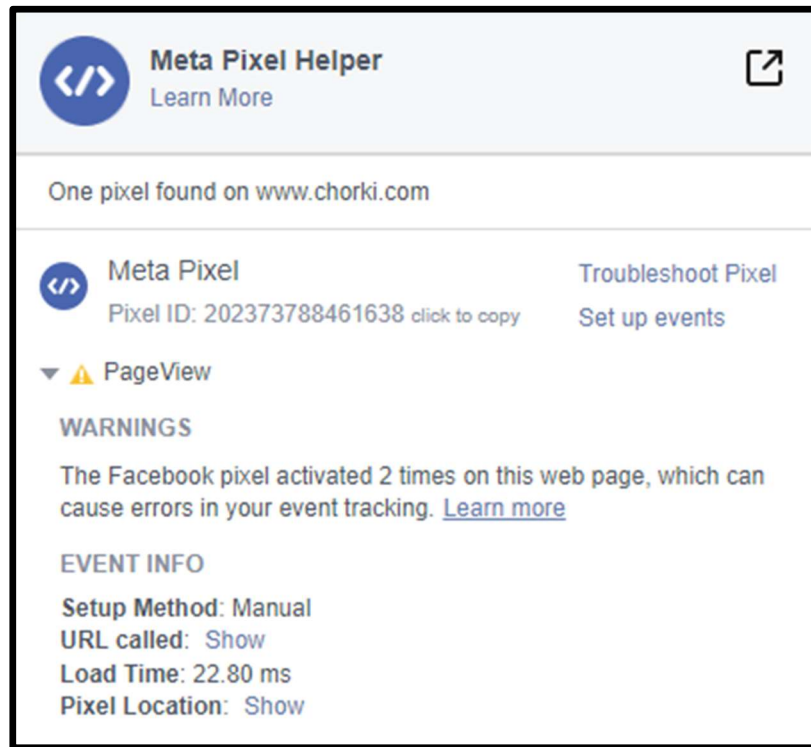 Meta Pixel Helper
Learn More
One pixel found on www.chorki.com
Meta Pixel
Troubleshoot Pixel
Pixel ID: 202373788461638 click to copy
Set up events
PageView
WARNINGS
The Facebook pixel activated 2 times on this web page, which can
cause errors in your event tracking. Learn more
EVENT INFO
Setup Method: Manual
URL called: Show
Load Time: 22.80 ms
Pixel Location: Show